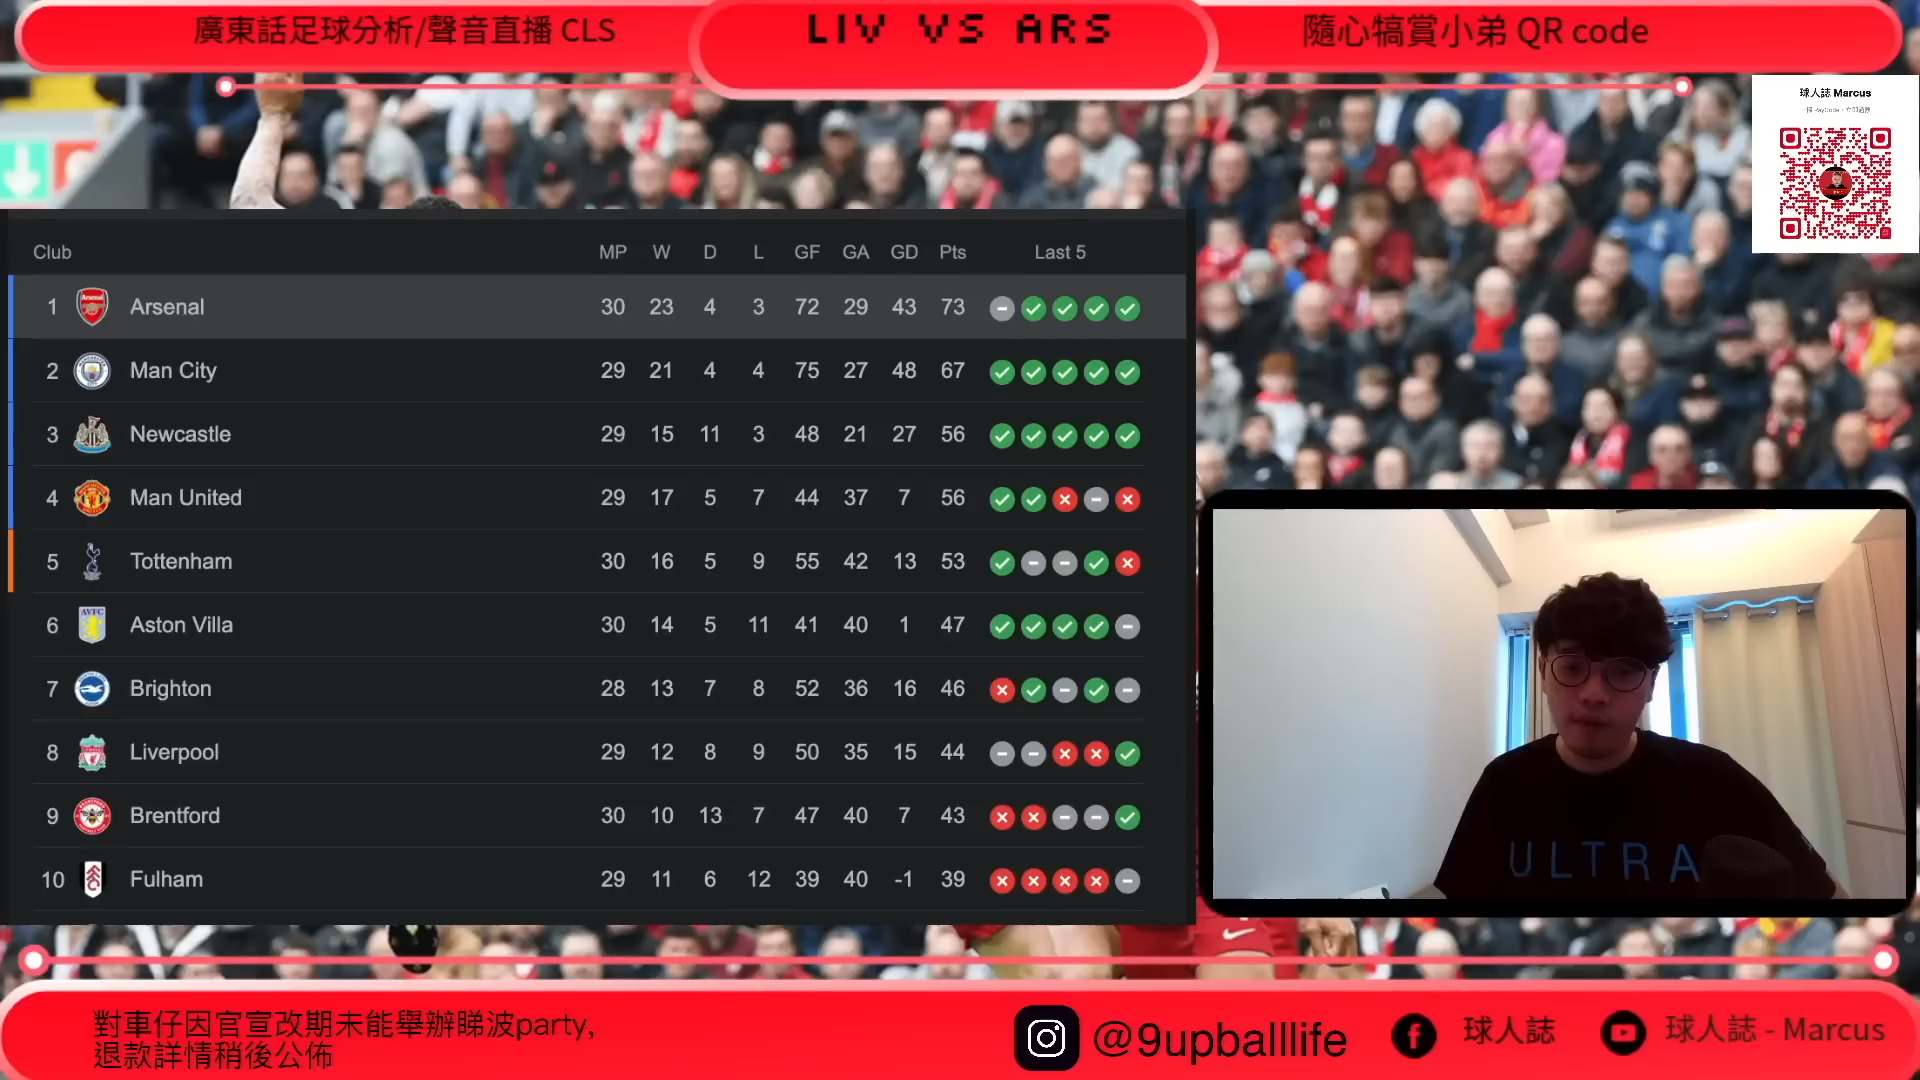 廣東話足球分析/聲音直播 CLS
LIV VS ARS
隨心犒賞小弟 QR code
球人誌 Marcus
Club MP W D L GF GA GD Pts Last 5
1 Arsenal 30 23 4 3 72 29 43 73
2 Man City 29 21 4 4 75 27 48 67
3 Newcastle 29 15 11 3 48 21 27 56
4 Man United 29 17 5 7 44 37 7 56
5 Tottenham 30 16 5 9 55 42 13 53
6 Aston Villa 30 14 5 11 41 40 1 47
7 Brighton 28 13 7 8 52 36 16 46
8 Liverpool 29 12 8 9 50 35 15 44
9 Brentford 30 10 13 7 47 40 7 43
10 Fulham 29 11 6 12 39 40 -1 39
ULTRA
對車仔因官宣改期未能舉辦睇波party,
退款詳情稍後公佈
@9upballlife
球人誌
球人誌 - Marcus